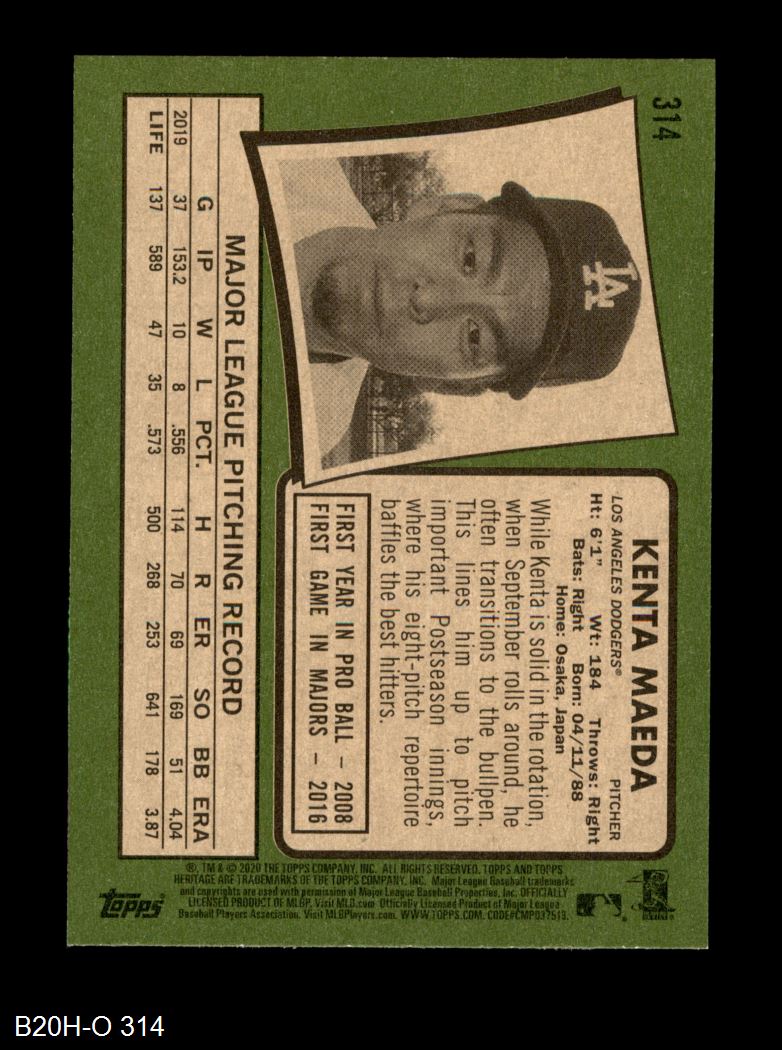 314
KENTA MAEDA
LOS ANGELES DODGERS® PITCHER
Ht: 6'1" Wt: 184 Throws: Right
Bats: Right Born: 04/11/88
Home: Osaka, Japan
While Kenta is solid in the rotation,
when September rolls around, he
often transitions to the bullpen.
This lines him up to pitch
important Postseason innings,
where his eight-pitch repertoire
baffles the best hitters.
FIRST YEAR IN PRO BALL – 2008
FIRST GAME IN MAJORS – 2016
LA
MAJOR LEAGUE PITCHING RECORD
G IP W L PCT. H R ER SO BB ERA
2019 37 153.2 10 8 .556 114 70 69 169 51 4.04
LIFE 137 589 47 35 .573 500 268 253 641 178 3.87
®, TM & © 2020 THE TOPPS COMPANY, INC. ALL RIGHTS RESERVED. TOPPS AND TOPPS
HERITAGE ARE TRADEMARKS OF THE TOPPS COMPANY, INC. Major League Baseball trademarks
and copyrights are used with permission of Major League Baseball Properties, Inc. OFFICIALLY
LICENSED PRODUCT OF MLBP. Visit MLB.com Officially Licensed Product of Major League
Baseball Players Association. Visit MLBPlayers.com. WWW.TOPPS.COM. CODE#CMP037513.
Topps
B20H-O 314